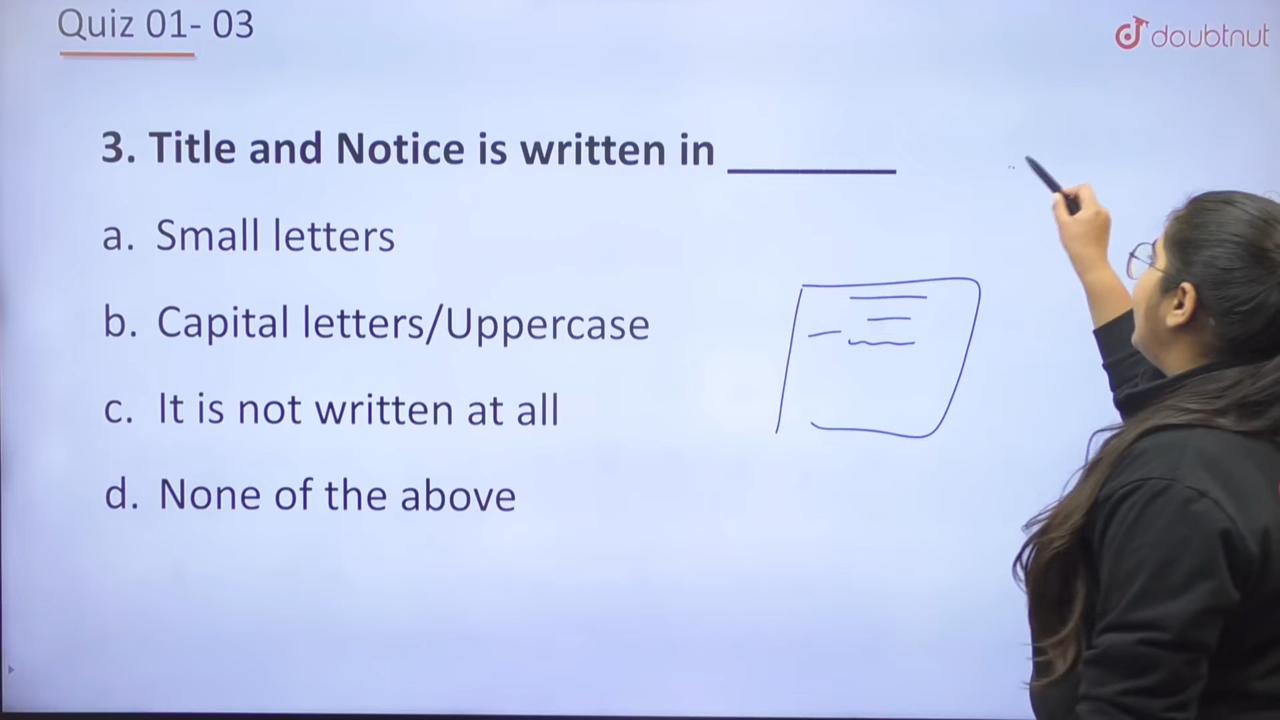 Quiz 01- 03
doubtnut
3. Title and Notice is written in ________
a. Small letters
b. Capital letters/Uppercase
c. It is not written at all
d. None of the above